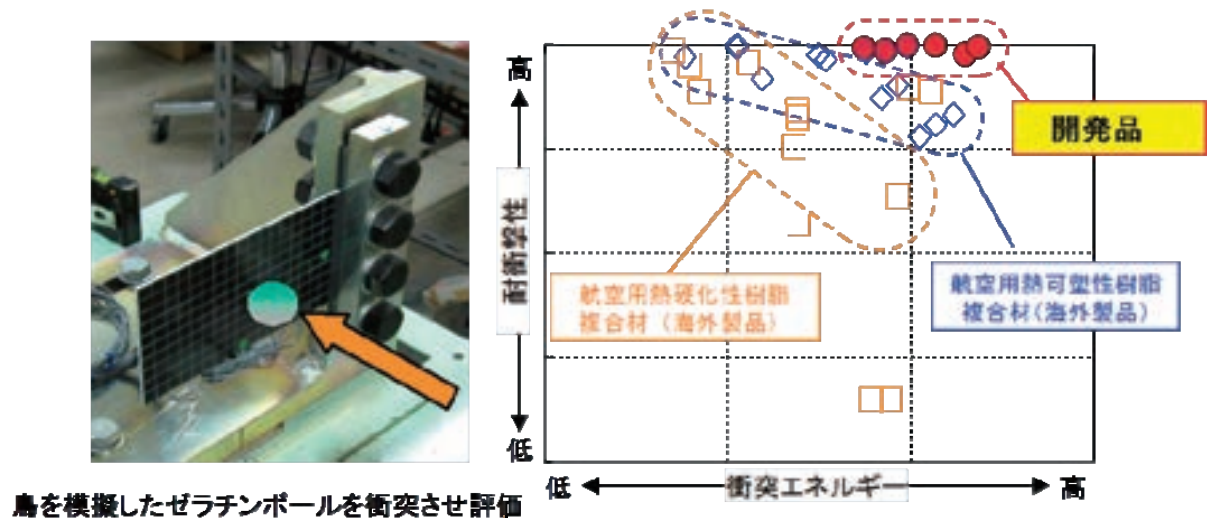 高
耐衝撃性
低
開発品
航空用熱硬化性樹脂
複合材（海外製品）
航空用熱可塑性樹脂
複合材(海外製品)
低
衝突エネルギー
高
鳥を模擬したゼラチンボールを衝突させ評価